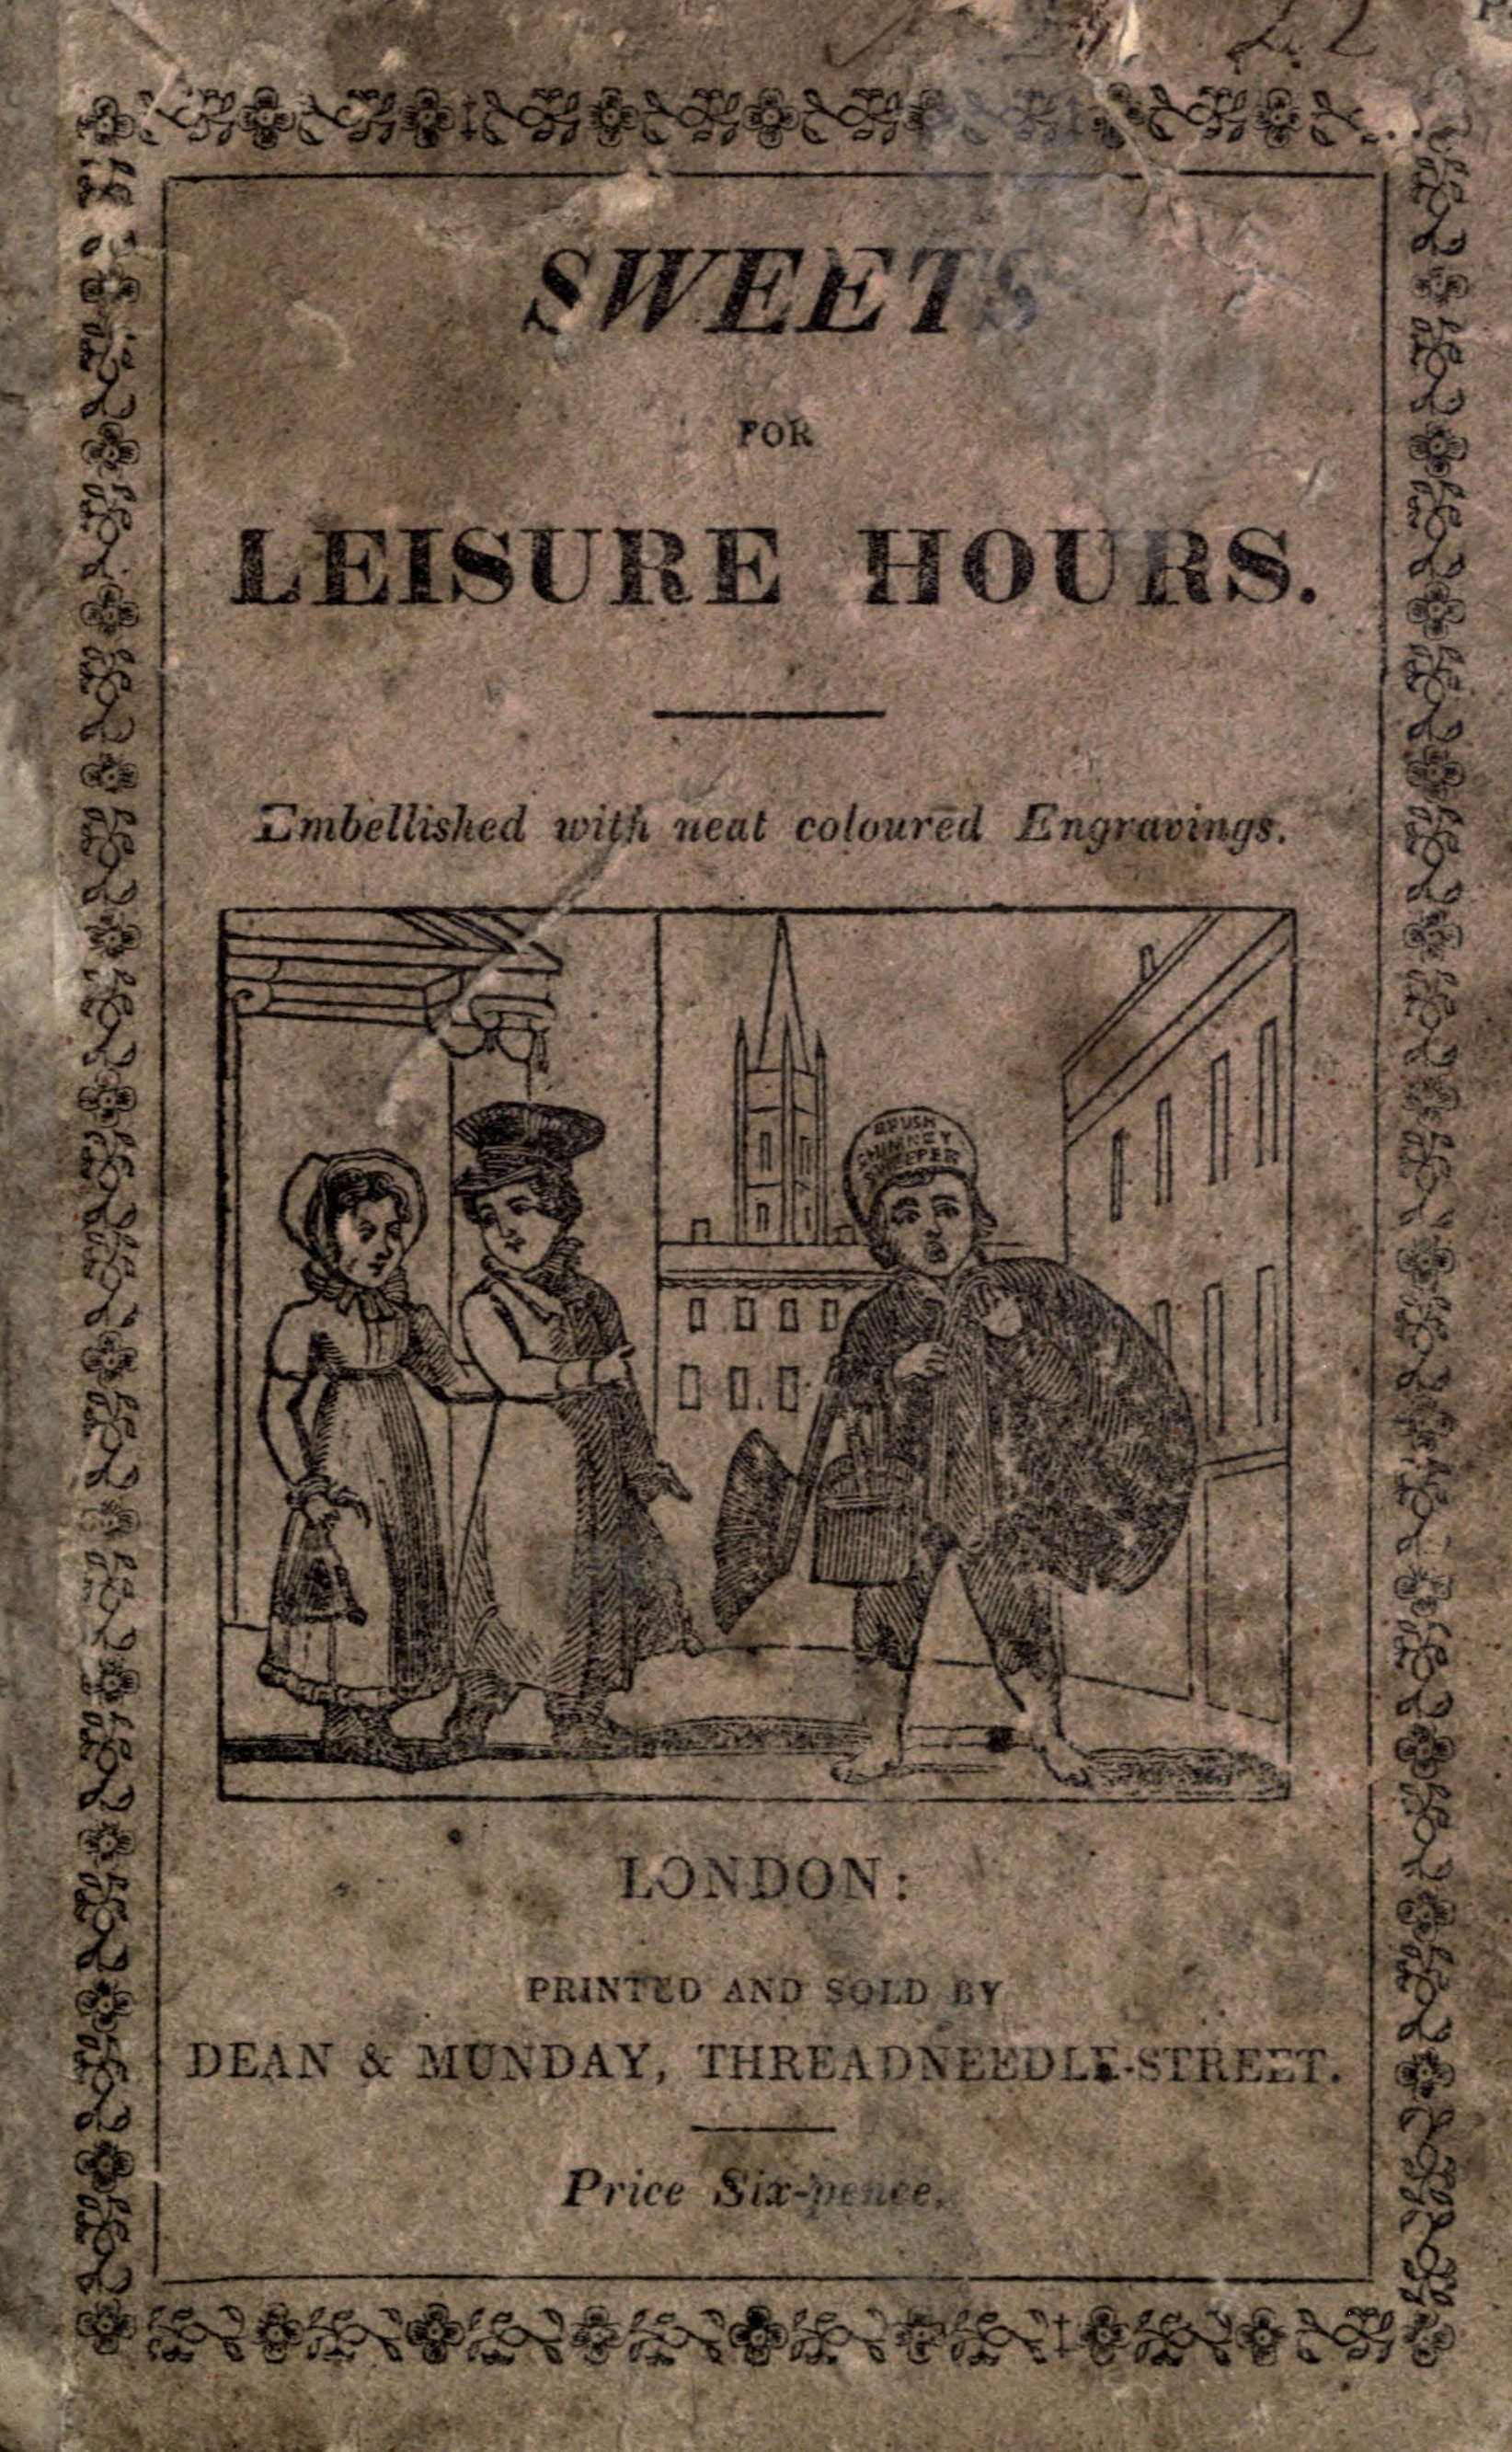 22
SWEETS
FOR
LEISURE HOURS.
Embellished with neat coloured Engravings.
BRUSH
CHIMNEY
SWEEPER
LONDON:
PRINTED AND SOLD BY
DEAN & MUNDAY, THREADNEEDLE-STREET.
Price Six-pence.